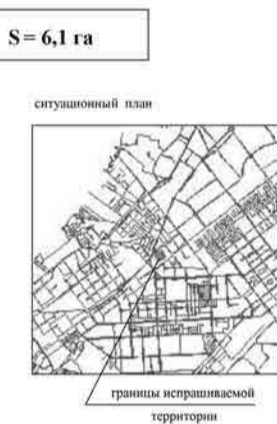 S = 6,1 га
ситуационный план
границы испрашиваемой
территории